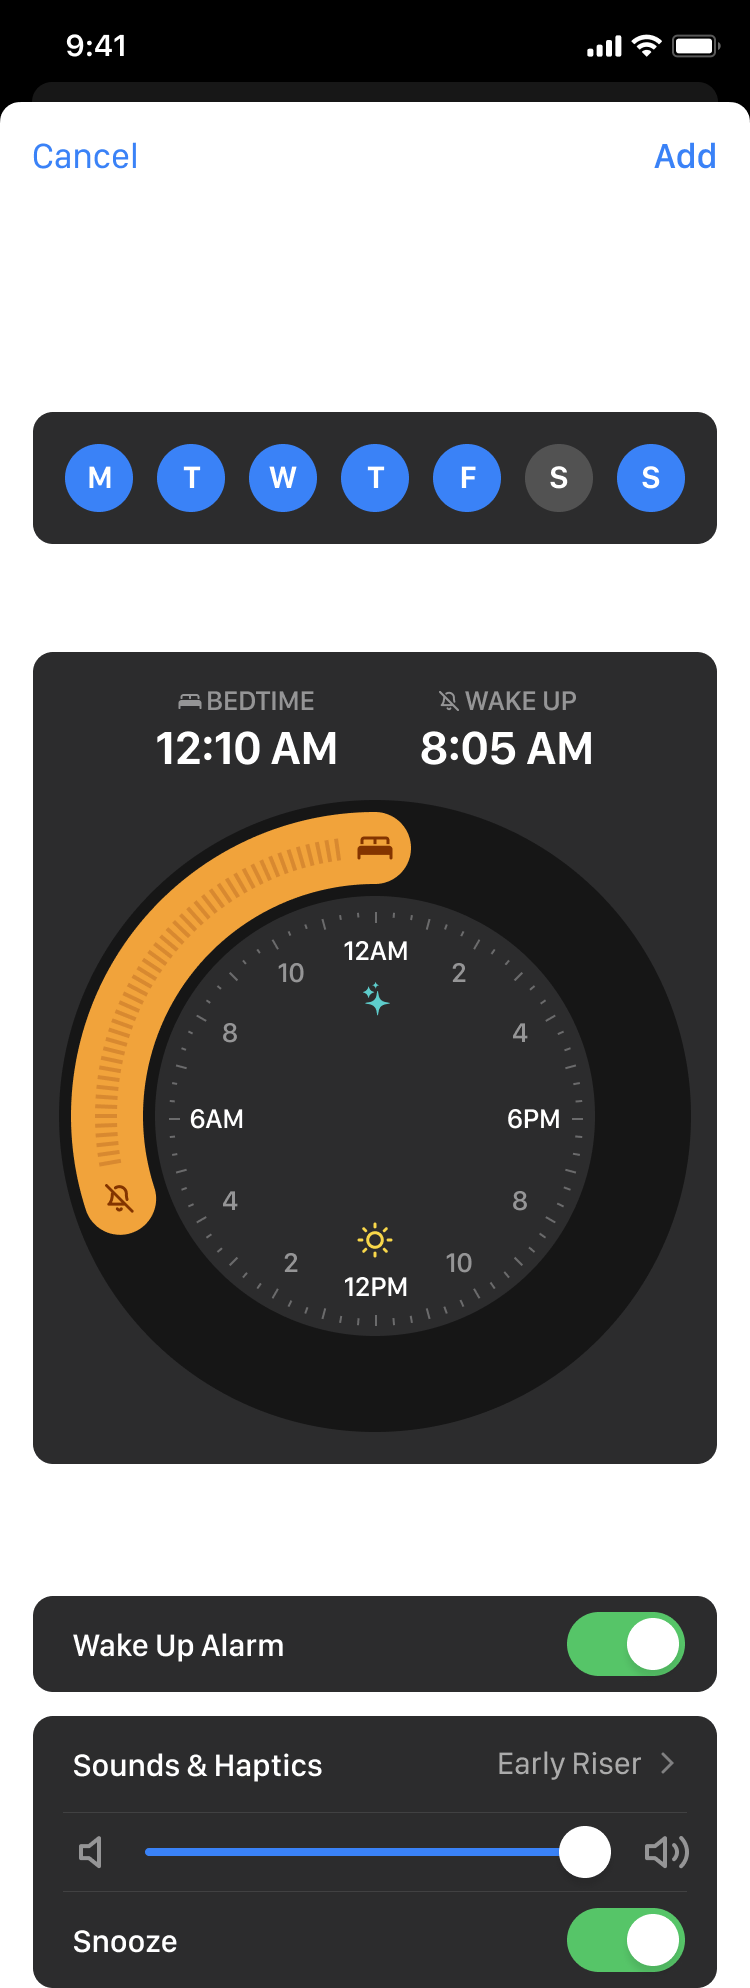 9:41
Cancel Add
M T W T F S S
BEDTIME WAKE UP
12:10 AM 8:05 AM
12AM
10 2
8 4
6AM 6PM
4 8
2 10
12PM
Wake Up Alarm
Sounds & Haptics Early Riser
Snooze